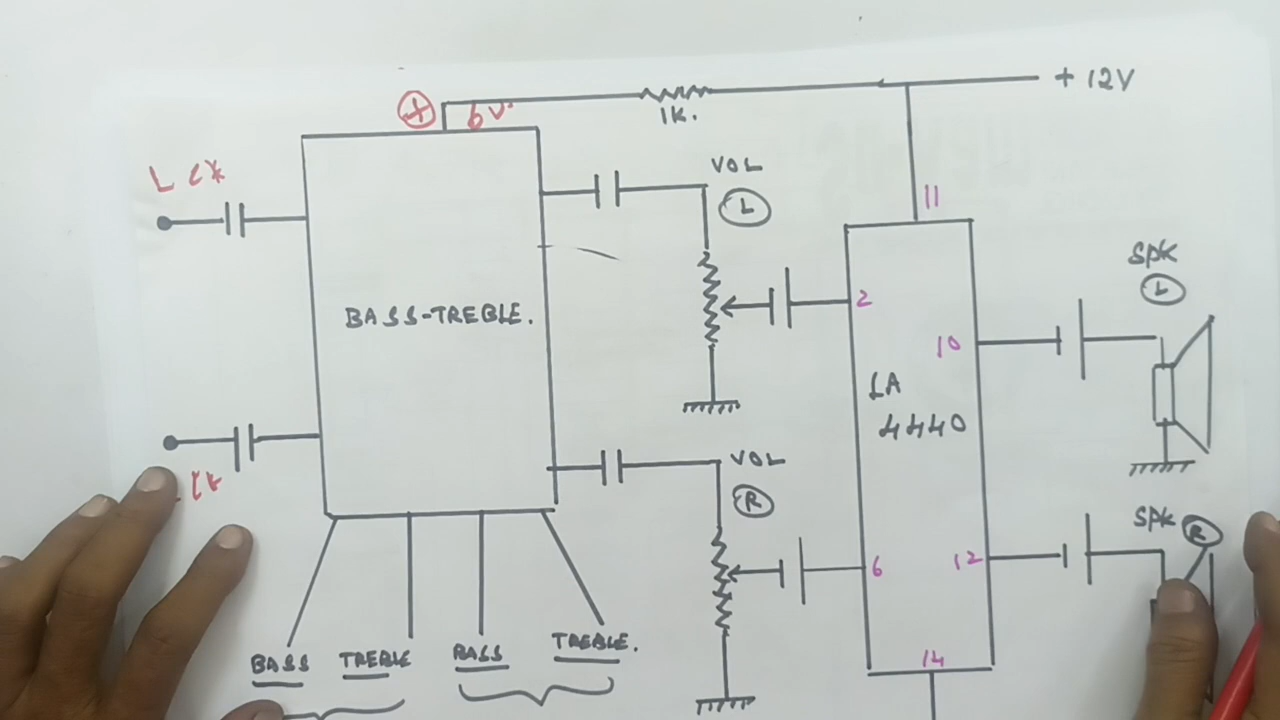 + 12V
+ 6V
1K.
L CH
VOL
L
11
SPK
L
2
BASS-TREBLE.
10
LA
4440
VOL
R
SPK
R
6
12
BASS TREBLE BASS TREBLE.
14